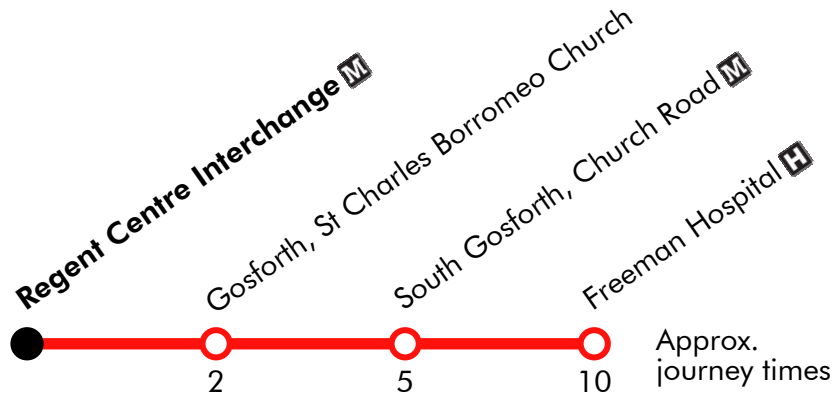 Regent Centre Interchange M
Gosforth, St Charles Borromeo Church
South Gosforth, Church Road M
Freeman Hospital H
2
5
10
Approx.
journey times